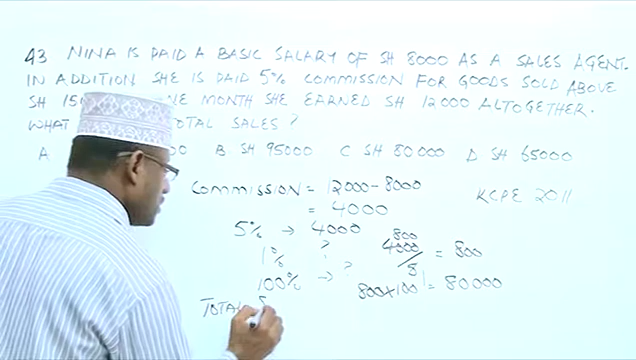 43 NINA IS PAID A BASIC SALARY OF SH 8000 AS A SALES AGENT.
IN ADDITION SHE IS PAID 5% COMMISSION FOR GOODS SOLD ABOVE
SH MONTH SHE EARNED SH 12000 ALTOGETHER.
WHAT TOTAL SALES?
A B SH 95000 C SH 80000 D SH 65000
COMMISSION = 12000-8000
= 4000
KCPE 2011
5% → 4000
1% ?
100% → ?
800
4000/5 = 800
800×100 = 80000
TOTAL S